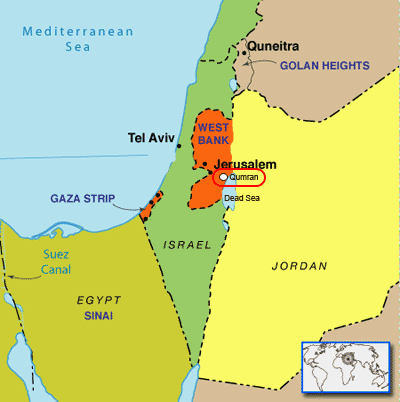 Mediterranean
Sea
Quneitra
GOLAN HEIGHTS
Tel Aviv
WEST
BANK
Jerusalem
Qumran
GAZA STRIP
Dead Sea
ISRAEL
Suez
Canal
JORDAN
EGYPT
SINAI